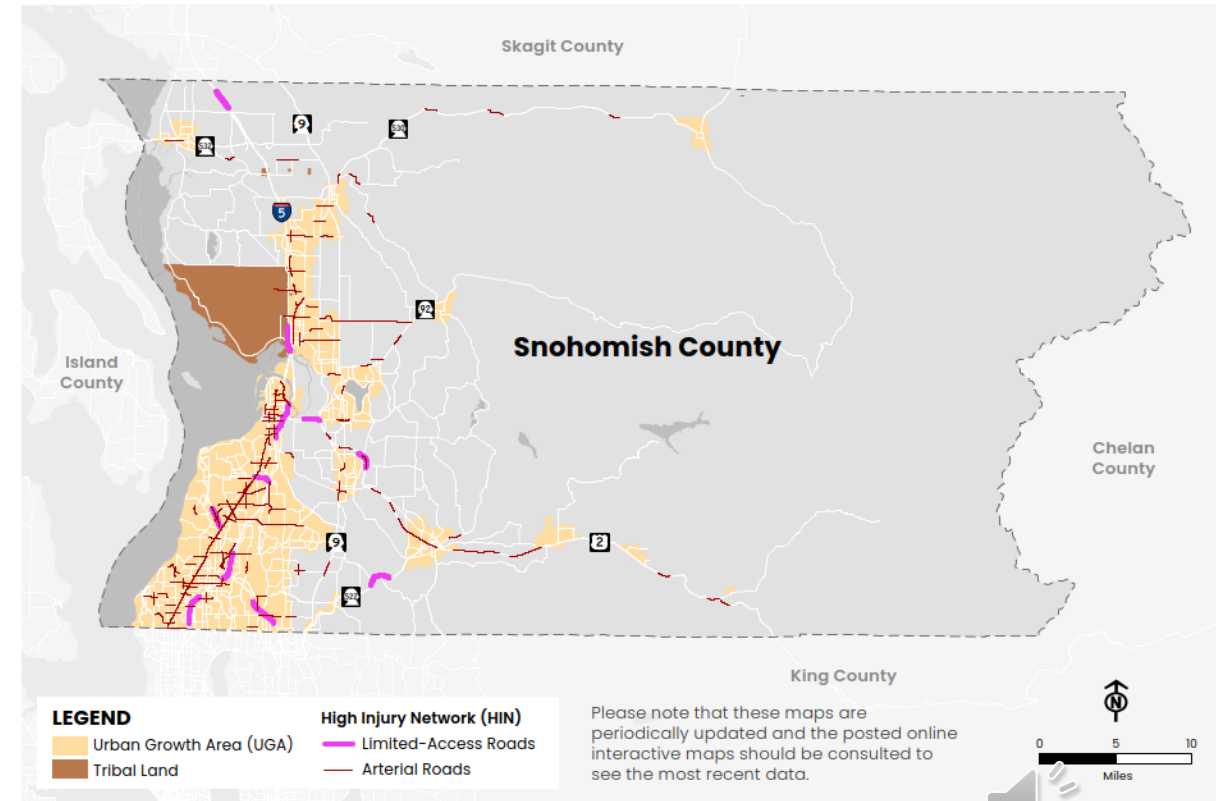 Skagit County
9
530
532
5
92
Snohomish County
Island
County
Chelan
County
9
2
522
King County
LEGEND
Urban Growth Area (UGA)
Tribal Land
High Injury Network (HIN)
Limited-Access Roads
Arterial Roads
Please note that these maps are
periodically updated and the posted online
interactive maps should be consulted to
see the most recent data.
N
0 5 10
Miles